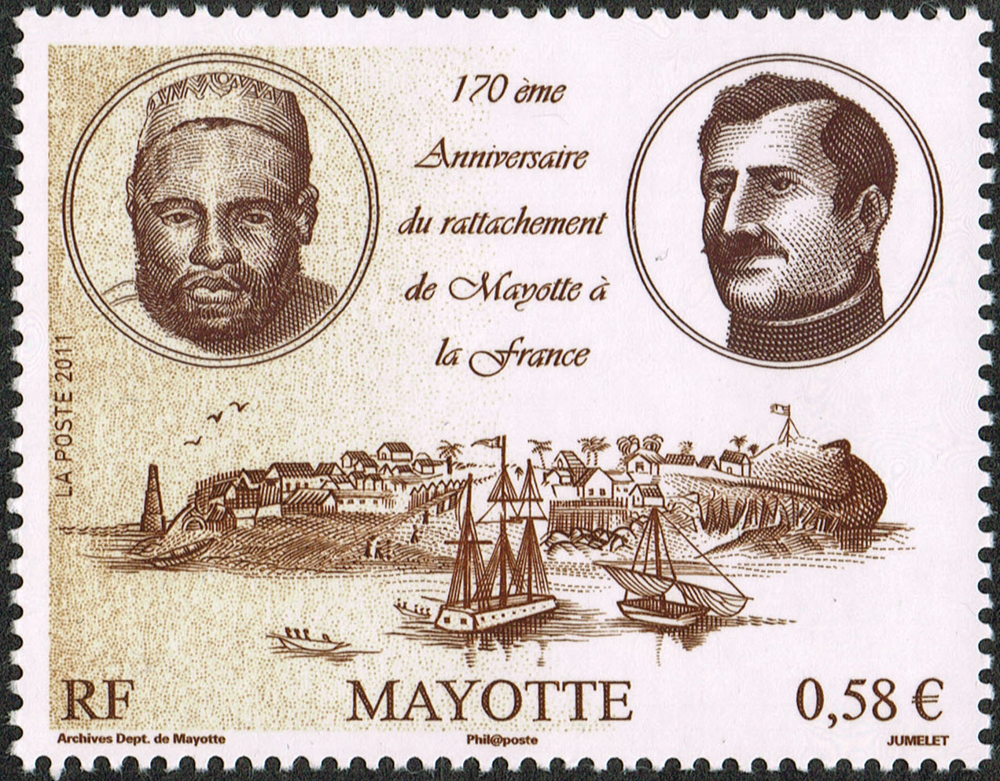 170 ème
Anniversaire
du rattachement
de Mayotte à
la France
LA POSTE 2011
RF
MAYOTTE
0,58 €
Archives Dept. de Mayotte
Phil@poste
JUMELET